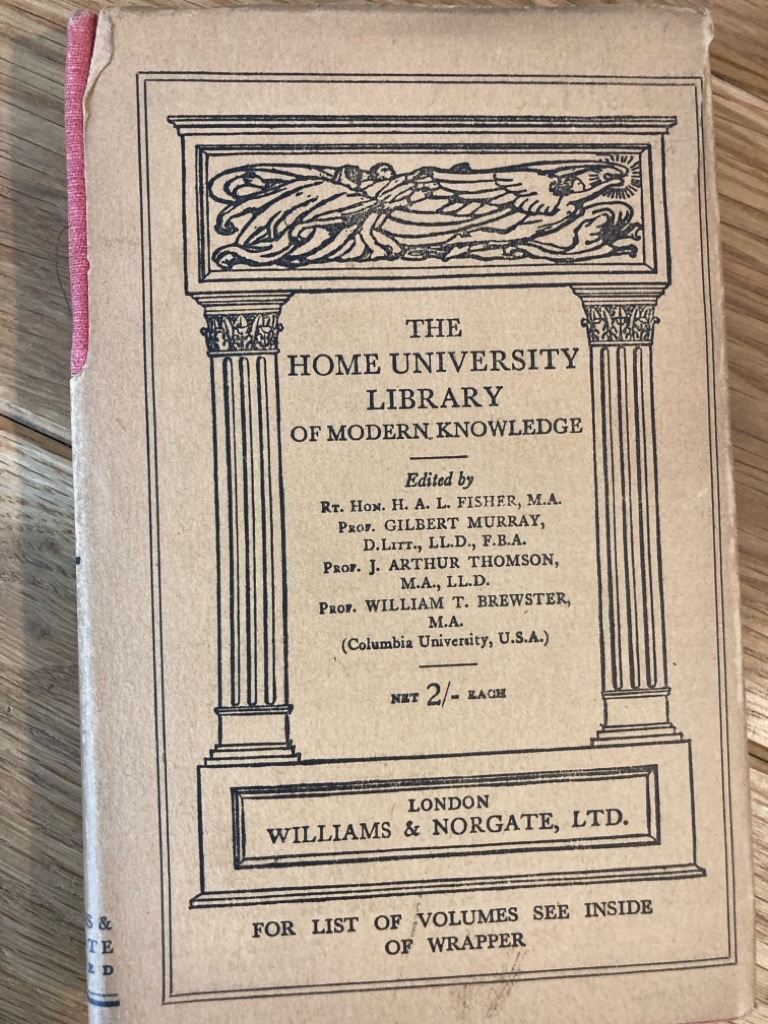 THE
HOME UNIVERSITY
LIBRARY
OF MODERN KNOWLEDGE
Edited by
Rt. Hon. H. A. L. FISHER, M.A.
Prof. GILBERT MURRAY,
D.Litt., LL.D., F.B.A.
Prof. J. ARTHUR THOMSON,
M.A., LL.D.
Prof. WILLIAM T. BREWSTER,
M.A.
(Columbia University, U.S.A.)
NET 2/- EACH
LONDON
WILLIAMS & NORGATE, LTD.
FOR LIST OF VOLUMES SEE INSIDE
OF WRAPPER
S &
TE
E D